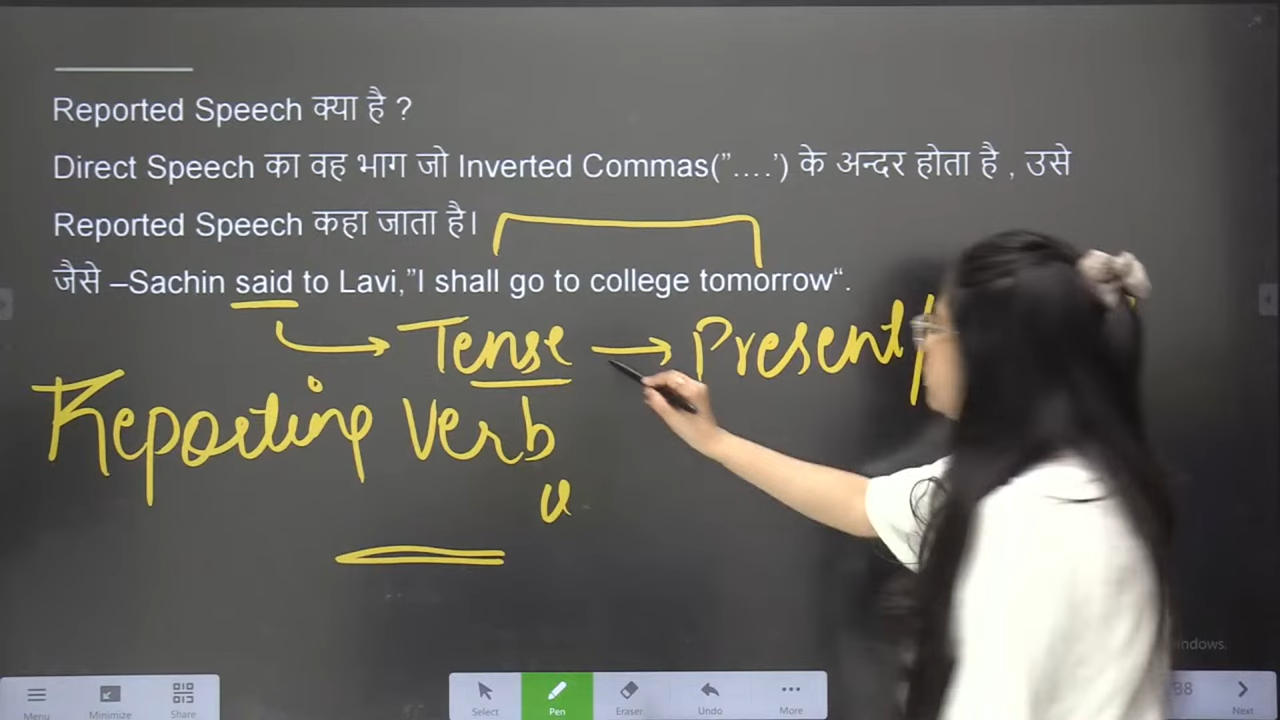 Reported Speech क्या है ?
Direct Speech का वह भाग जो Inverted Commas(”….’) के अन्दर होता है , उसे
Reported Speech कहा जाता है।
जैसे –Sachin said to Lavi,”I shall go to college tomorrow“.
Tense → Present/
Reporting Verb
u
indows.
Menu
Minimize
Share
Select
Pen
Eraser
Undo
More
Next